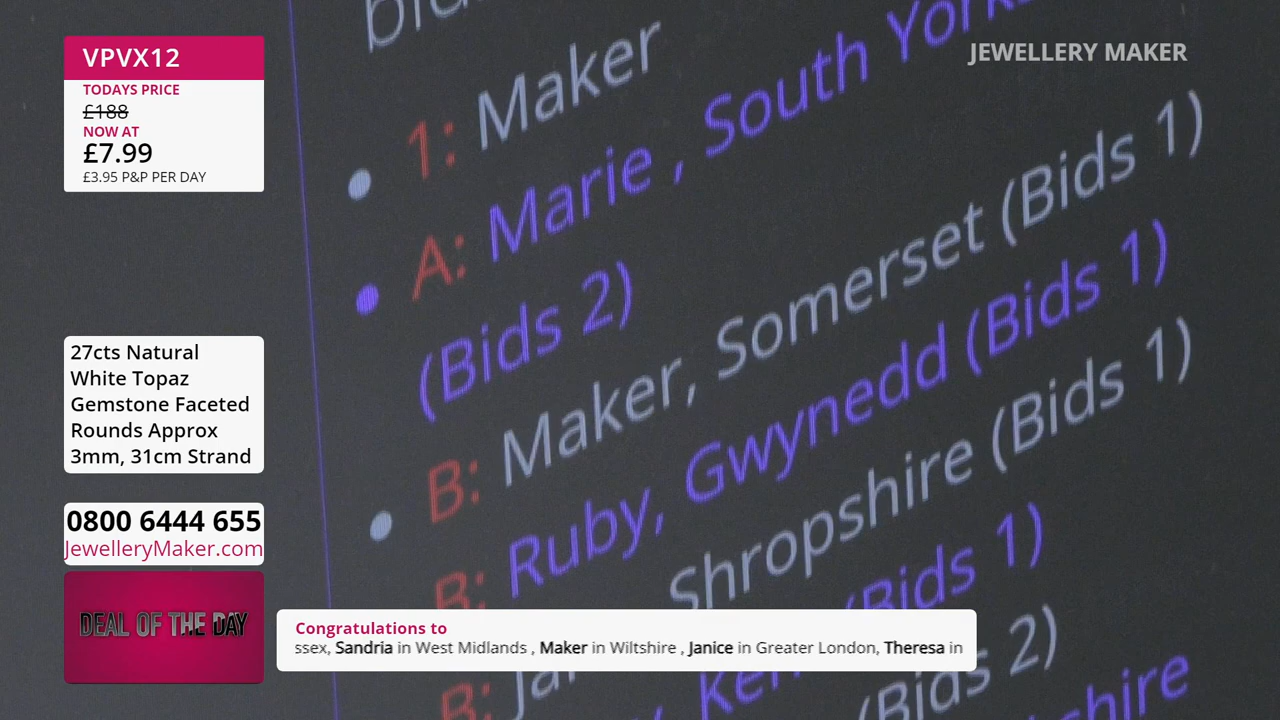 VPVX12
TODAYS PRICE
£188
NOW AT
£7.99
£3.95 P&P PER DAY
27cts Natural
White Topaz
Gemstone Faceted
Rounds Approx
3mm, 31cm Strand
0800 6444 655
JewelleryMaker.com
DEAL OF THE DAY
JEWELLERY MAKER
1: Maker
A: Marie , South
(Bids 2)
B: Maker, Somerset (Bids 1)
B: Ruby, Gwynedd (Bids 1)
Shropshire (Bids 1)
(Bids 1)
B:
(Bids 2)
Congratulations to
ssex, Sandria in West Midlands , Maker in Wiltshire , Janice in Greater London, Theresa in